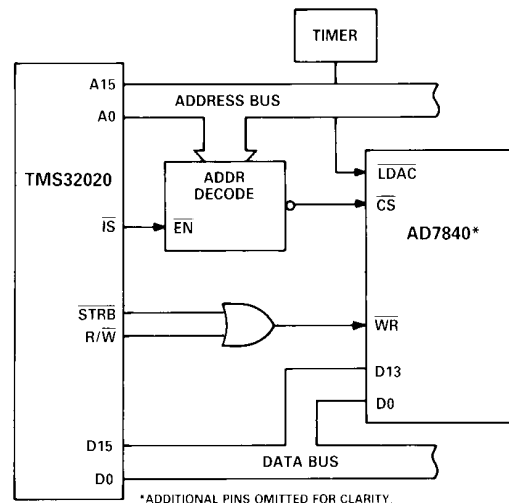 TIMER
A15
ADDRESS BUS
A0
TMS32020
ADDR
DECODE
LDAC
CS
IS
EN
AD7840*
STRB
R/W
WR
D13
D0
D15
DATA BUS
D0
*ADDITIONAL PINS OMITTED FOR CLARITY.